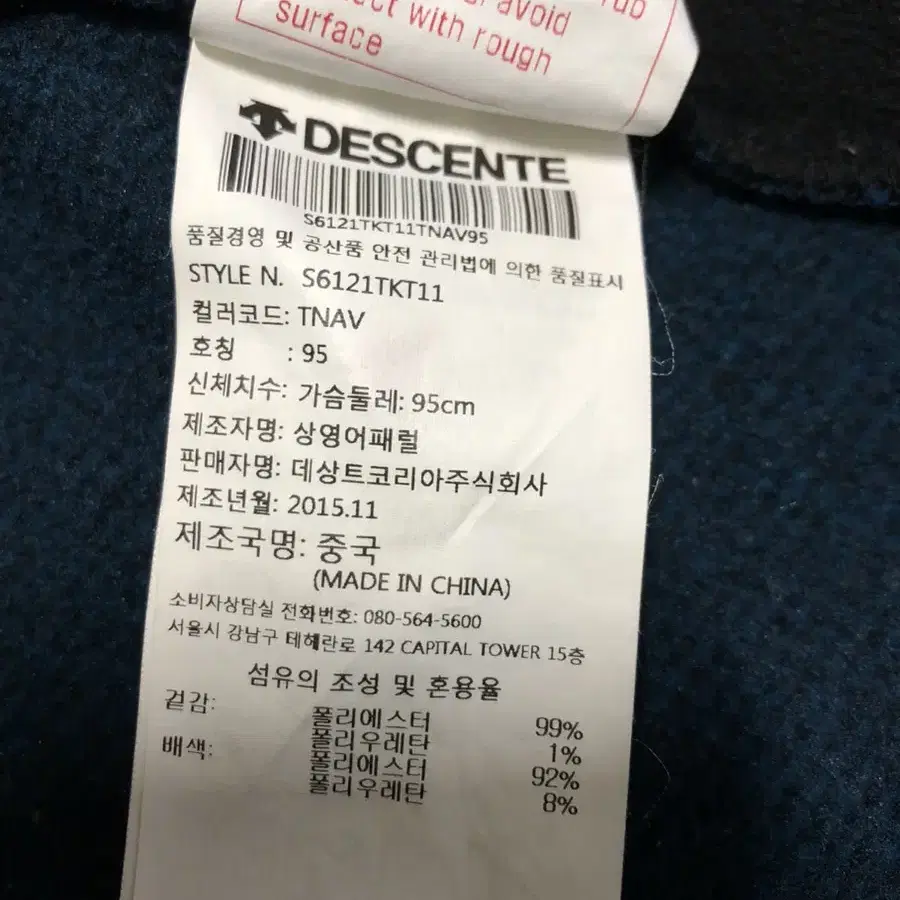 avoid rub
with rough
surface
DESCENTE
S6121TKT11TNAV95
품질경영 및 공산품 안전 관리법에 의한 품질표시
STYLE N. S6121TKT11
컬러코드: TNAV
호칭 : 95
신체치수: 가슴둘레: 95cm
제조자명: 상영어패럴
판매자명: 데상트코리아주식회사
제조년월: 2015.11
제조국명: 중국
(MADE IN CHINA)
소비자상담실 전화번호: 080-564-5600
서울시 강남구 테헤란로 142 CAPITAL TOWER 15층
섬유의 조성 및 혼용율
겉감: 폴리에스터 99%
폴리우레탄 1%
배색: 폴리에스터 92%
폴리우레탄 8%